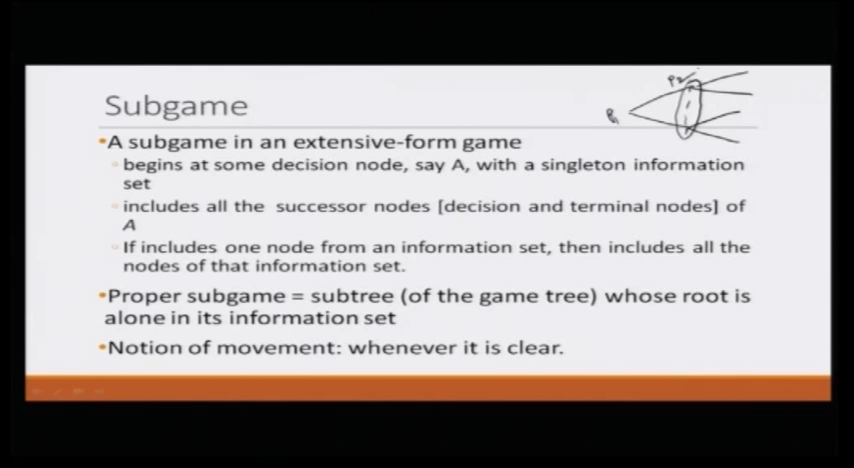 Subgame
P1
P2
•A subgame in an extensive-form game
◦begins at some decision node, say A, with a singleton information
set
◦includes all the successor nodes [decision and terminal nodes] of
A
◦If includes one node from an information set, then includes all the
nodes of that information set.
•Proper subgame = subtree (of the game tree) whose root is
alone in its information set
•Notion of movement: whenever it is clear.